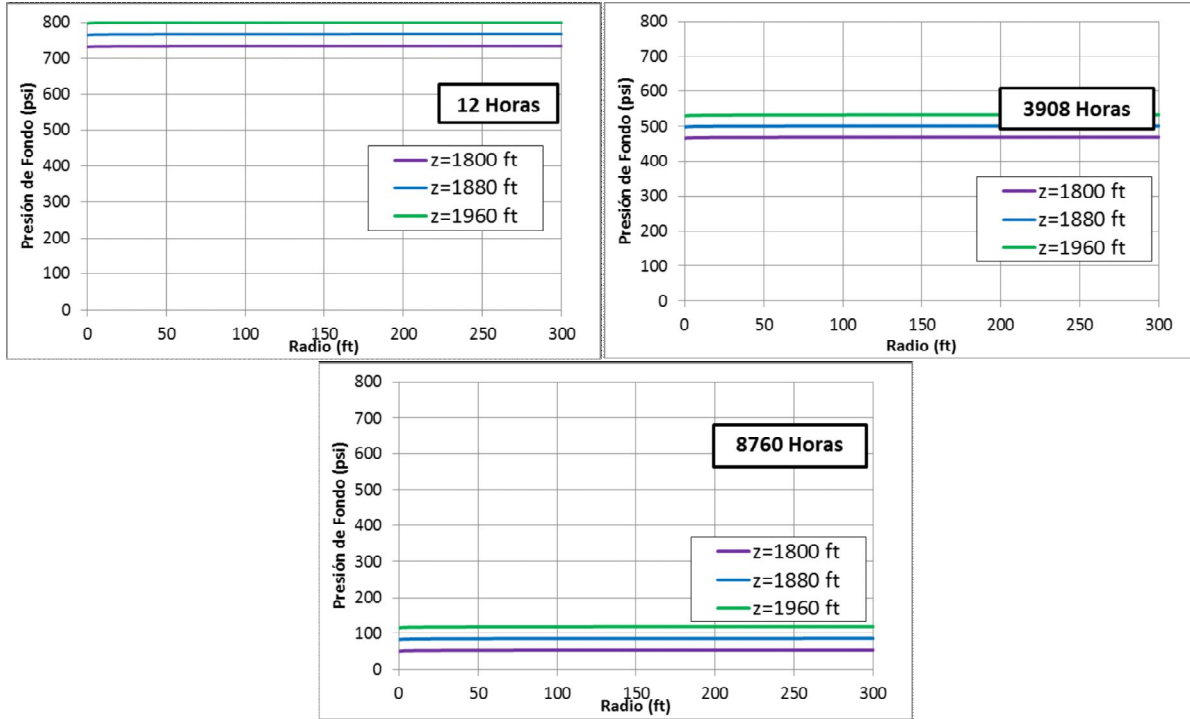 Presión de Fondo (psi)
800
700
600
500
400
300
200
100
0
12 Horas
z=1800 ft
z=1880 ft
z=1960 ft
0 50 100 150 200 250 300
Radio (ft)
Presión de Fondo (psi)
800
700
600
500
400
300
200
100
0
3908 Horas
z=1800 ft
z=1880 ft
z=1960 ft
0 50 100 150 200 250 300
Radio (ft)
Presión de Fondo (psi)
800
700
600
500
400
300
200
100
0
8760 Horas
z=1800 ft
z=1880 ft
z=1960 ft
0 50 100 150 200 250 300
Radio (ft)